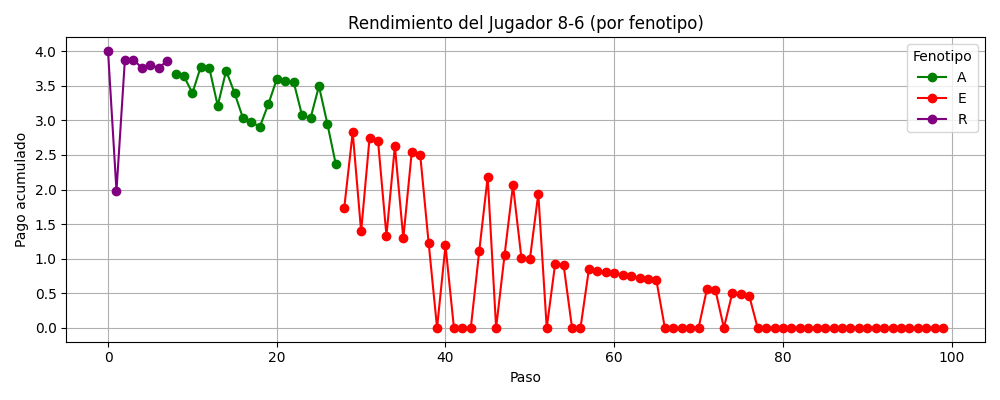 Rendimiento del Jugador 8-6 (por fenotipo)
Pago acumulado
4.0
3.5
3.0
2.5
2.0
1.5
1.0
0.5
0.0
Fenotipo
A
E
R
0 20 40 60 80 100
Paso